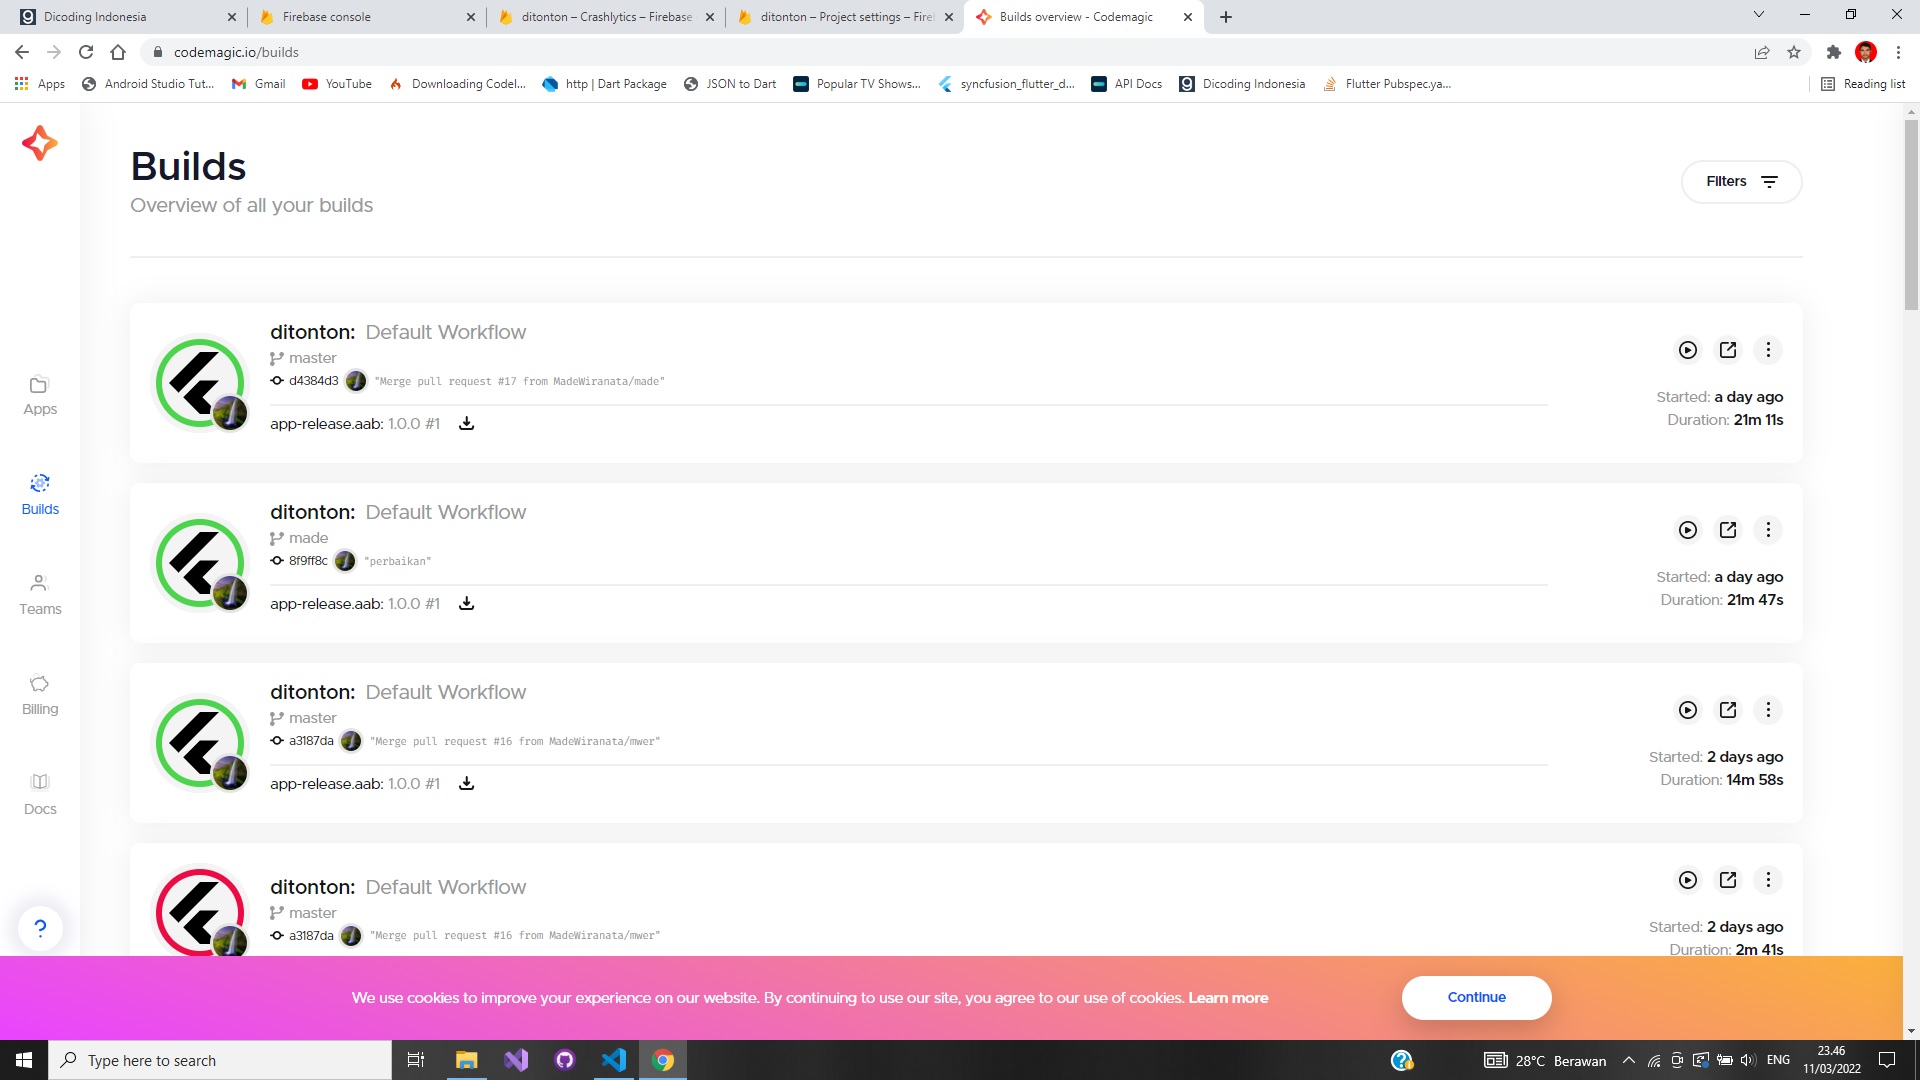 Dicoding Indonesia
Firebase console
ditonton – Crashlytics – Firebase
ditonton – Project settings – Fire
Builds overview - Codemagic
codemagic.io/builds
Apps
Android Studio Tut...
Gmail
YouTube
Downloading Codel...
http | Dart Package
JSON to Dart
Popular TV Shows...
syncfusion_flutter_d...
API Docs
Dicoding Indonesia
Flutter Pubspec.ya...
Reading list
Builds
Overview of all your builds
Filters
Apps
Builds
Teams
Billing
Docs
?
ditonton: Default Workflow
master
d4384d3 "Merge pull request #17 from MadeWiranata/made"
app-release.aab: 1.0.0 #1
Started: a day ago
Duration: 21m 11s
ditonton: Default Workflow
made
8f9ff8c "perbaikan"
app-release.aab: 1.0.0 #1
Started: a day ago
Duration: 21m 47s
ditonton: Default Workflow
master
a3187da "Merge pull request #16 from MadeWiranata/mwer"
app-release.aab: 1.0.0 #1
Started: 2 days ago
Duration: 14m 58s
ditonton: Default Workflow
master
a3187da "Merge pull request #16 from MadeWiranata/mwer"
Started: 2 days ago
Duration: 2m 41s
We use cookies to improve your experience on our website. By continuing to use our site, you agree to our use of cookies. Learn more
Continue
Type here to search
28°C Berawan
ENG
23.46
11/03/2022